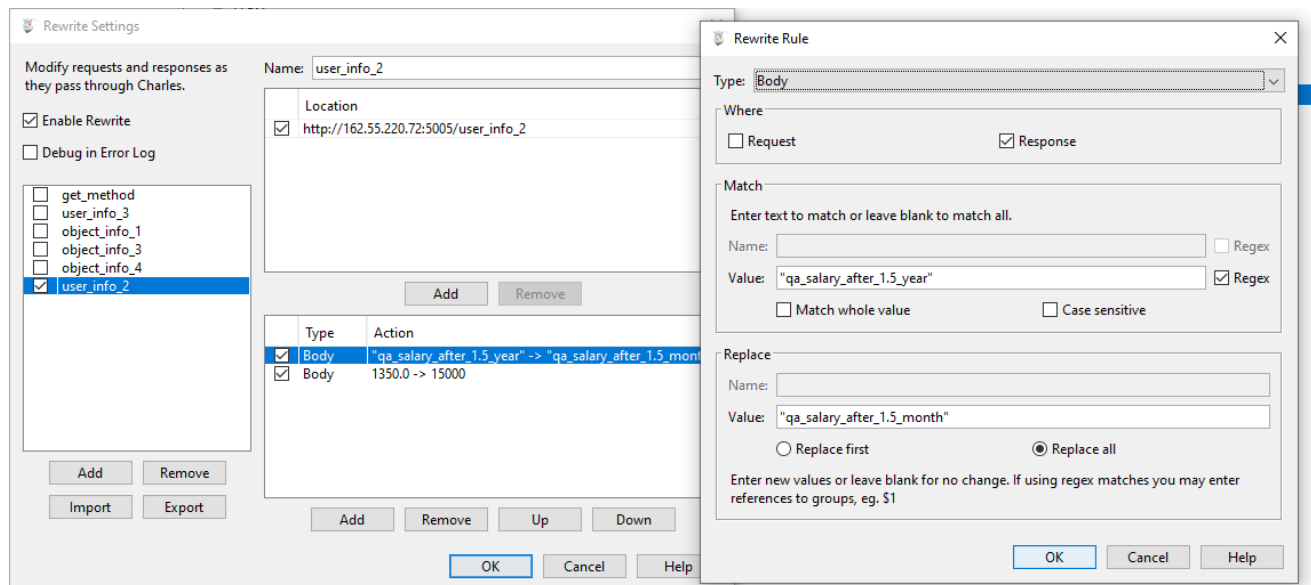 Rewrite Settings
Modify requests and responses as
they pass through Charles.
Enable Rewrite
Debug in Error Log
get_method
user_info_3
object_info_1
object_info_3
object_info_4
user_info_2
Add Remove
Import Export
Name: user_info_2
Location
http://162.55.220.72:5005/user_info_2
Add Remove
Type Action
Body "qa_salary_after_1.5_year" -> "qa_salary_after_1.5_mont
Body 1350.0 -> 15000
Add Remove Up Down
OK Cancel Help
Rewrite Rule
Type: Body
Where
Request Response
Match
Enter text to match or leave blank to match all.
Name: Regex
Value: "qa_salary_after_1.5_year" Regex
Match whole value Case sensitive
Replace
Name:
Value: "qa_salary_after_1.5_month"
Replace first Replace all
Enter new values or leave blank for no change. If using regex matches you may enter
references to groups, eg. $1
OK Cancel Help